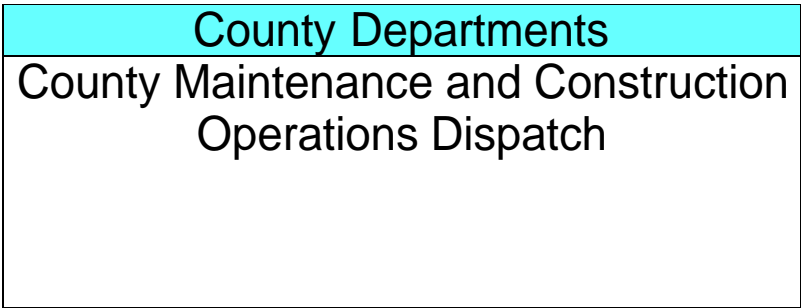 County Departments
County Maintenance and Construction
Operations Dispatch